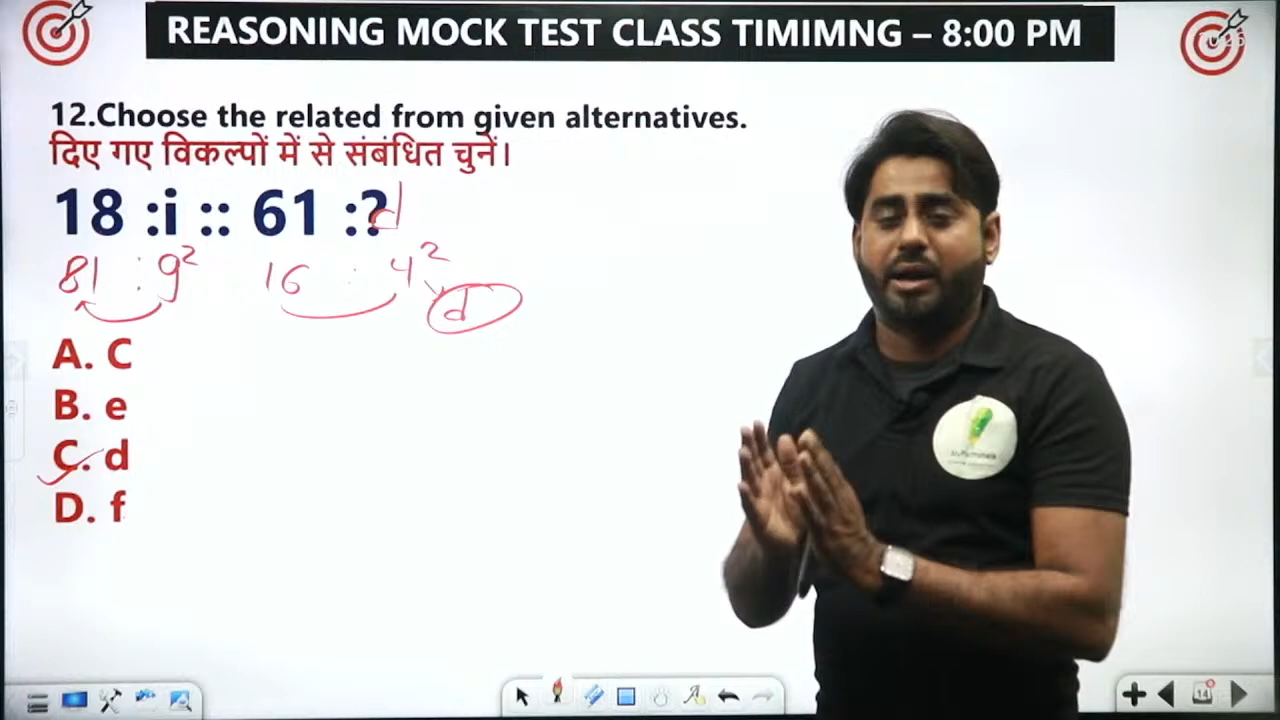 REASONING MOCK TEST CLASS TIMIMNG – 8:00 PM
12.Choose the related from given alternatives.
दिए गए विकल्पों में से संबंधित चुनें।
18 :i :: 61 :? d
81 : 9² 16 : 4²
d
A. C
B. e
C. d
D. f
14